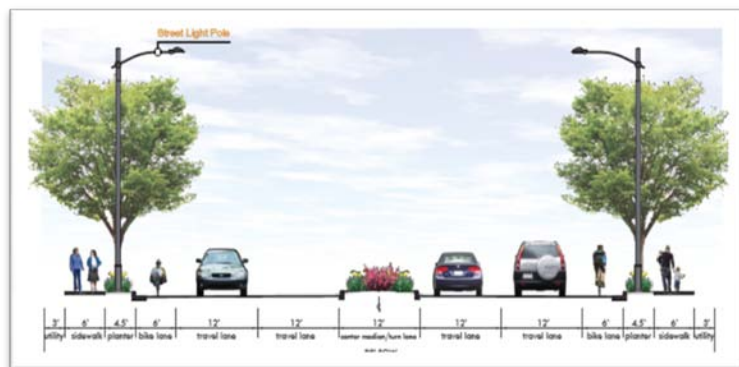 Street Light Pole
3' 6' 4.5' 6' 12' 12' 12' 12' 12' 6' 4.5' 6' 3'
utility sidewalk planter bike lane travel lane travel lane center median/turn lane travel lane travel lane bike lane planter sidewalk utility